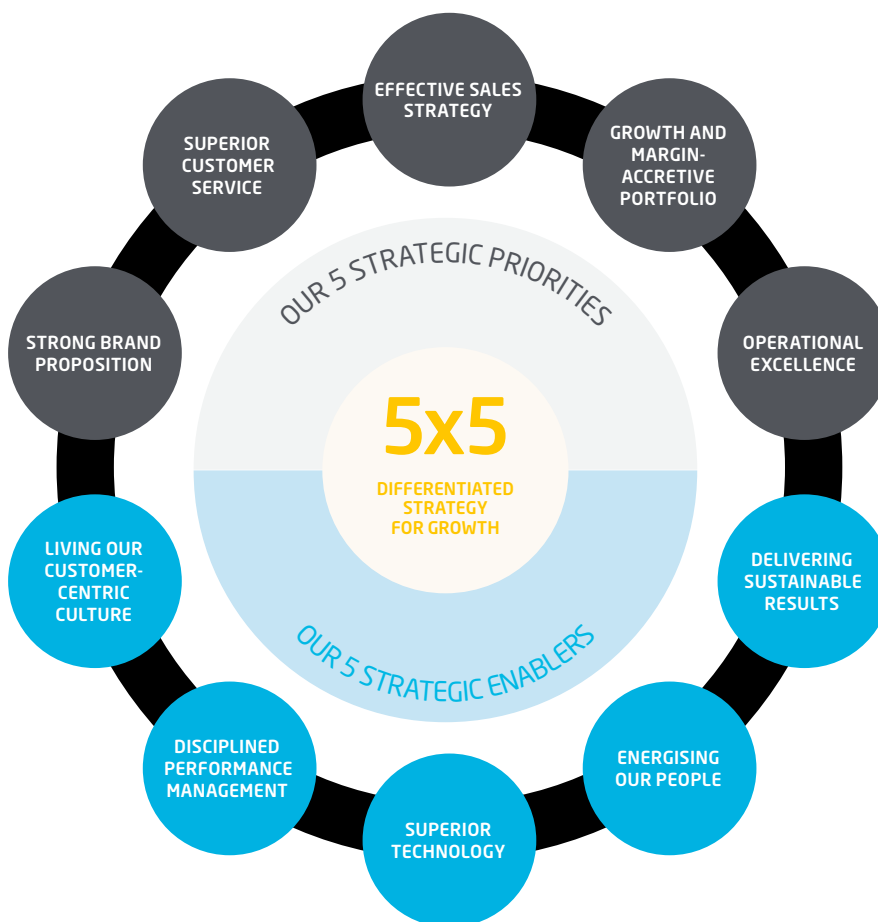 EFFECTIVE SALES
STRATEGY
GROWTH AND
MARGIN-
ACCRETIVE
PORTFOLIO
SUPERIOR
CUSTOMER
SERVICE
OUR 5 STRATEGIC PRIORITIES
STRONG BRAND
PROPOSITION
OPERATIONAL
EXCELLENCE
5x5
DIFFERENTIATED
STRATEGY
FOR GROWTH
LIVING OUR
CUSTOMER-
CENTRIC
CULTURE
DELIVERING
SUSTAINABLE
RESULTS
OUR 5 STRATEGIC ENABLERS
DISCIPLINED
PERFORMANCE
MANAGEMENT
ENERGISING
OUR PEOPLE
SUPERIOR
TECHNOLOGY